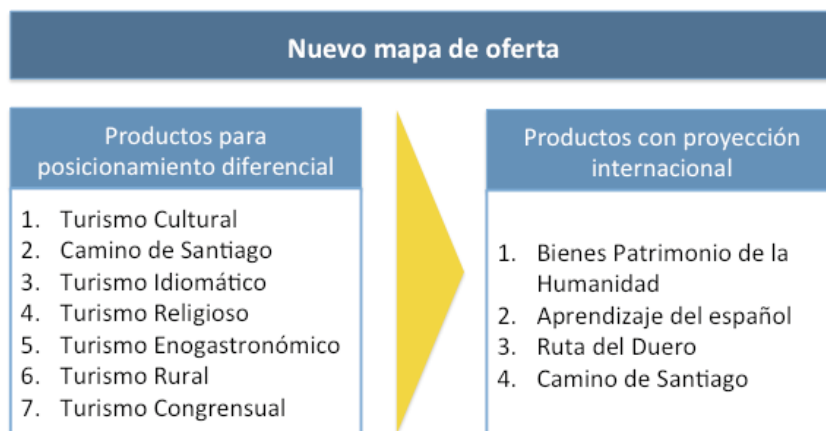 Nuevo mapa de oferta
Productos para
posicionamiento diferencial
1. Turismo Cultural
2. Camino de Santiago
3. Turismo Idiomático
4. Turismo Religioso
5. Turismo Enogastronómico
6. Turismo Rural
7. Turismo Congrensual
Productos con proyección
internacional
1. Bienes Patrimonio de la
Humanidad
2. Aprendizaje del español
3. Ruta del Duero
4. Camino de Santiago